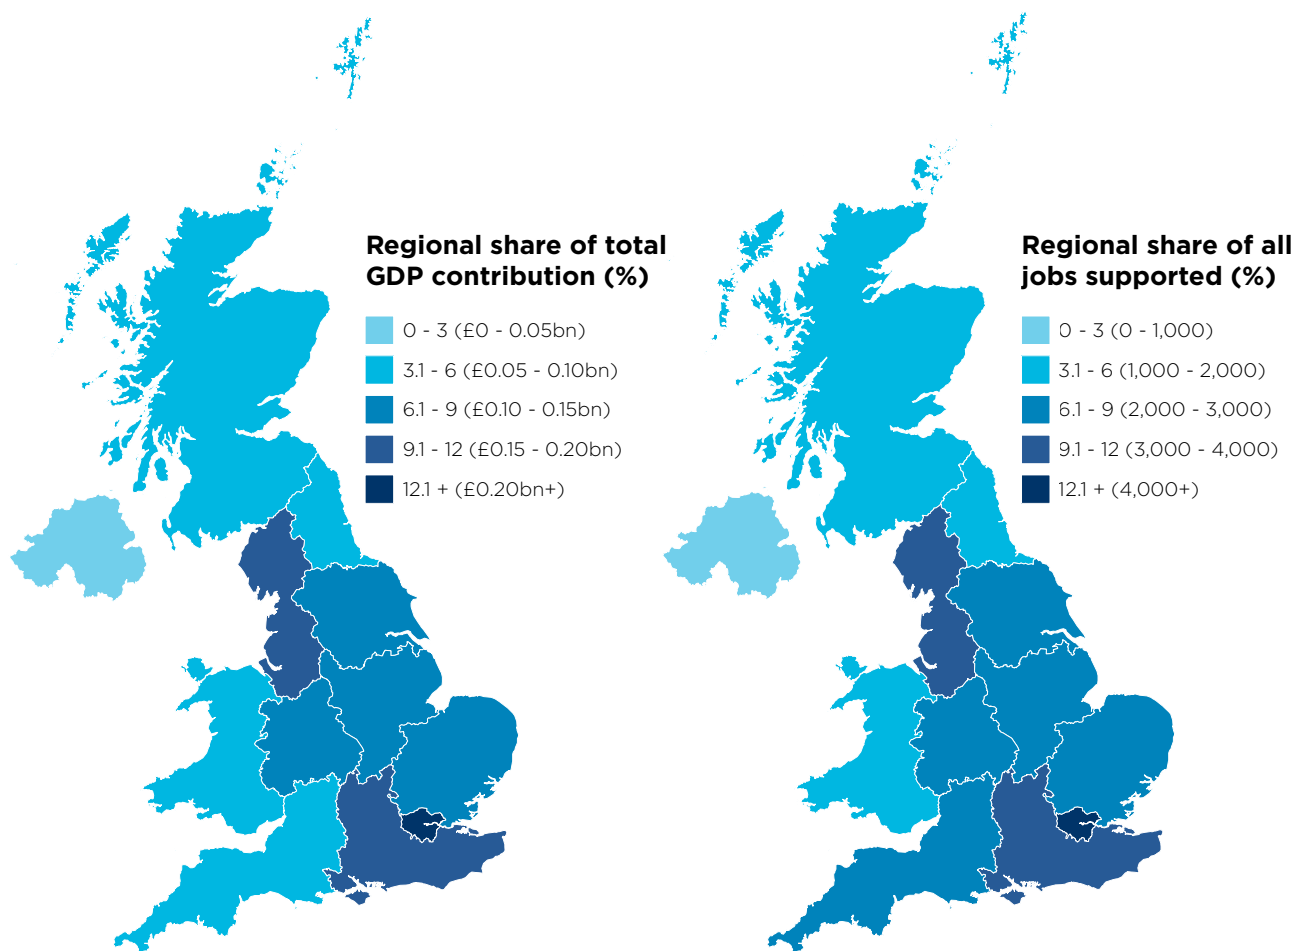 Regional share of total
GDP contribution (%)
0 - 3 (£0 - 0.05bn)
3.1 - 6 (£0.05 - 0.10bn)
6.1 - 9 (£0.10 - 0.15bn)
9.1 - 12 (£0.15 - 0.20bn)
12.1 + (£0.20bn+)
Regional share of all
jobs supported (%)
0 - 3 (0 - 1,000)
3.1 - 6 (1,000 - 2,000)
6.1 - 9 (2,000 - 3,000)
9.1 - 12 (3,000 - 4,000)
12.1 + (4,000+)